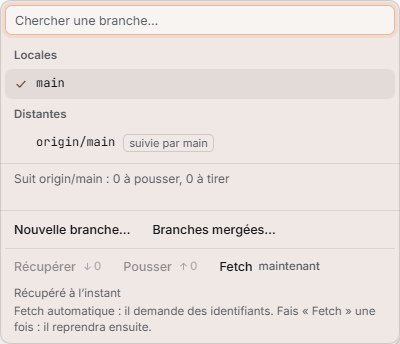 Chercher une branche…
Locales
main
Distantes
origin/main suivie par main
Suit origin/main : 0 à pousser, 0 à tirer
Nouvelle branche… Branches mergées…
Récupérer ↓ 0 Pousser ↑ 0 Fetch maintenant
Récupéré à l’instant
Fetch automatique : il demande des identifiants. Fais « Fetch » une
fois : il reprendra ensuite.